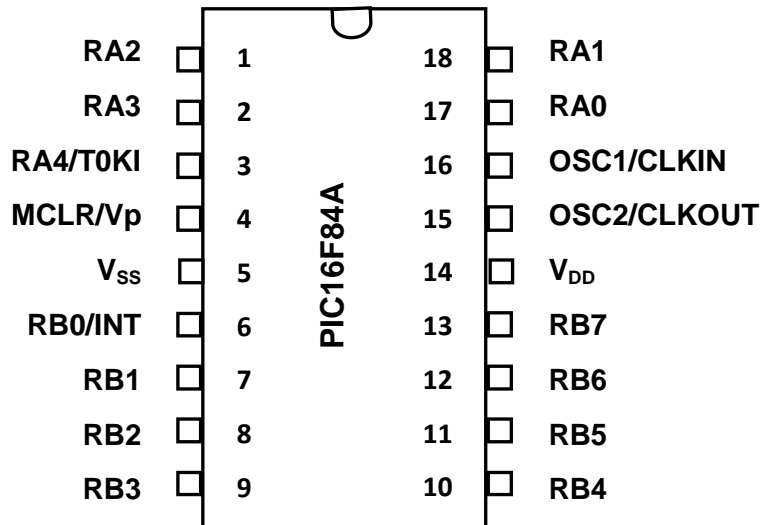 RA2 1 18 RA1
RA3 2 17 RA0
RA4/T0KI 3 16 OSC1/CLKIN
MCLR/Vp 4 15 OSC2/CLKOUT
VSS 5 14 VDD
RB0/INT 6 13 RB7
RB1 7 12 RB6
RB2 8 11 RB5
RB3 9 10 RB4
PIC16F84A